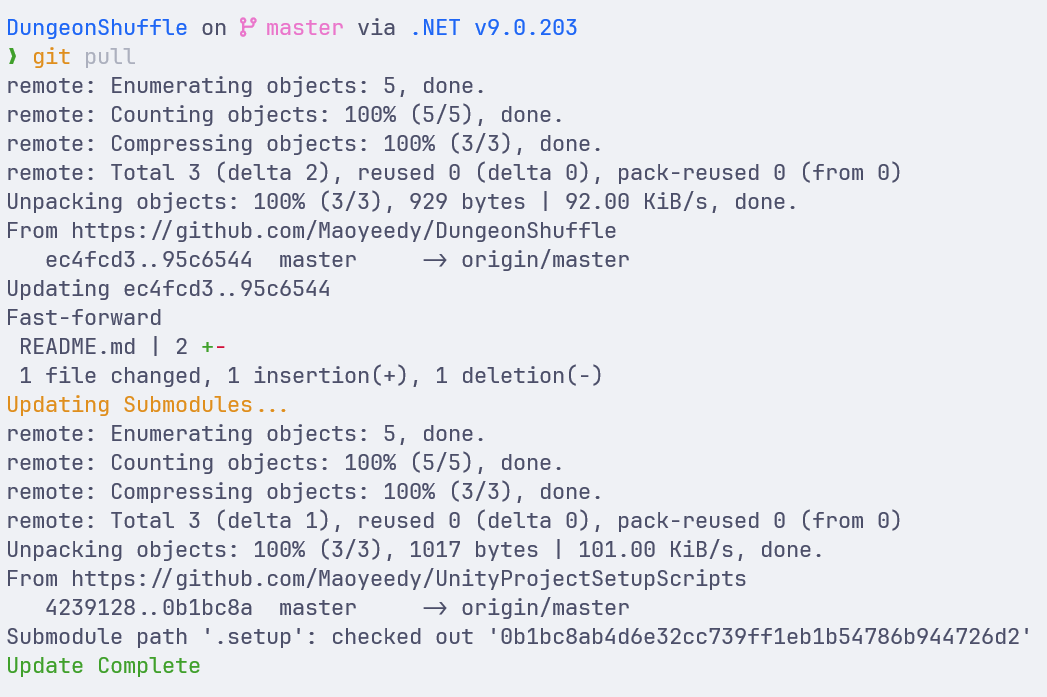 DungeonShuffle on master via .NET v9.0.203
❱ git pull
remote: Enumerating objects: 5, done.
remote: Counting objects: 100% (5/5), done.
remote: Compressing objects: 100% (3/3), done.
remote: Total 3 (delta 2), reused 0 (delta 0), pack-reused 0 (from 0)
Unpacking objects: 100% (3/3), 929 bytes | 92.00 KiB/s, done.
From https://github.com/Maoyeedy/DungeonShuffle
   ec4fcd3..95c6544  master     -> origin/master
Updating ec4fcd3..95c6544
Fast-forward
 README.md | 2 +-
 1 file changed, 1 insertion(+), 1 deletion(-)
Updating Submodules...
remote: Enumerating objects: 5, done.
remote: Counting objects: 100% (5/5), done.
remote: Compressing objects: 100% (3/3), done.
remote: Total 3 (delta 1), reused 0 (delta 0), pack-reused 0 (from 0)
Unpacking objects: 100% (3/3), 1017 bytes | 101.00 KiB/s, done.
From https://github.com/Maoyeedy/UnityProjectSetupScripts
   4239128..0b1bc8a  master     -> origin/master
Submodule path '.setup': checked out '0b1bc8ab4d6e32cc739ff1eb1b54786b944726d2'
Update Complete